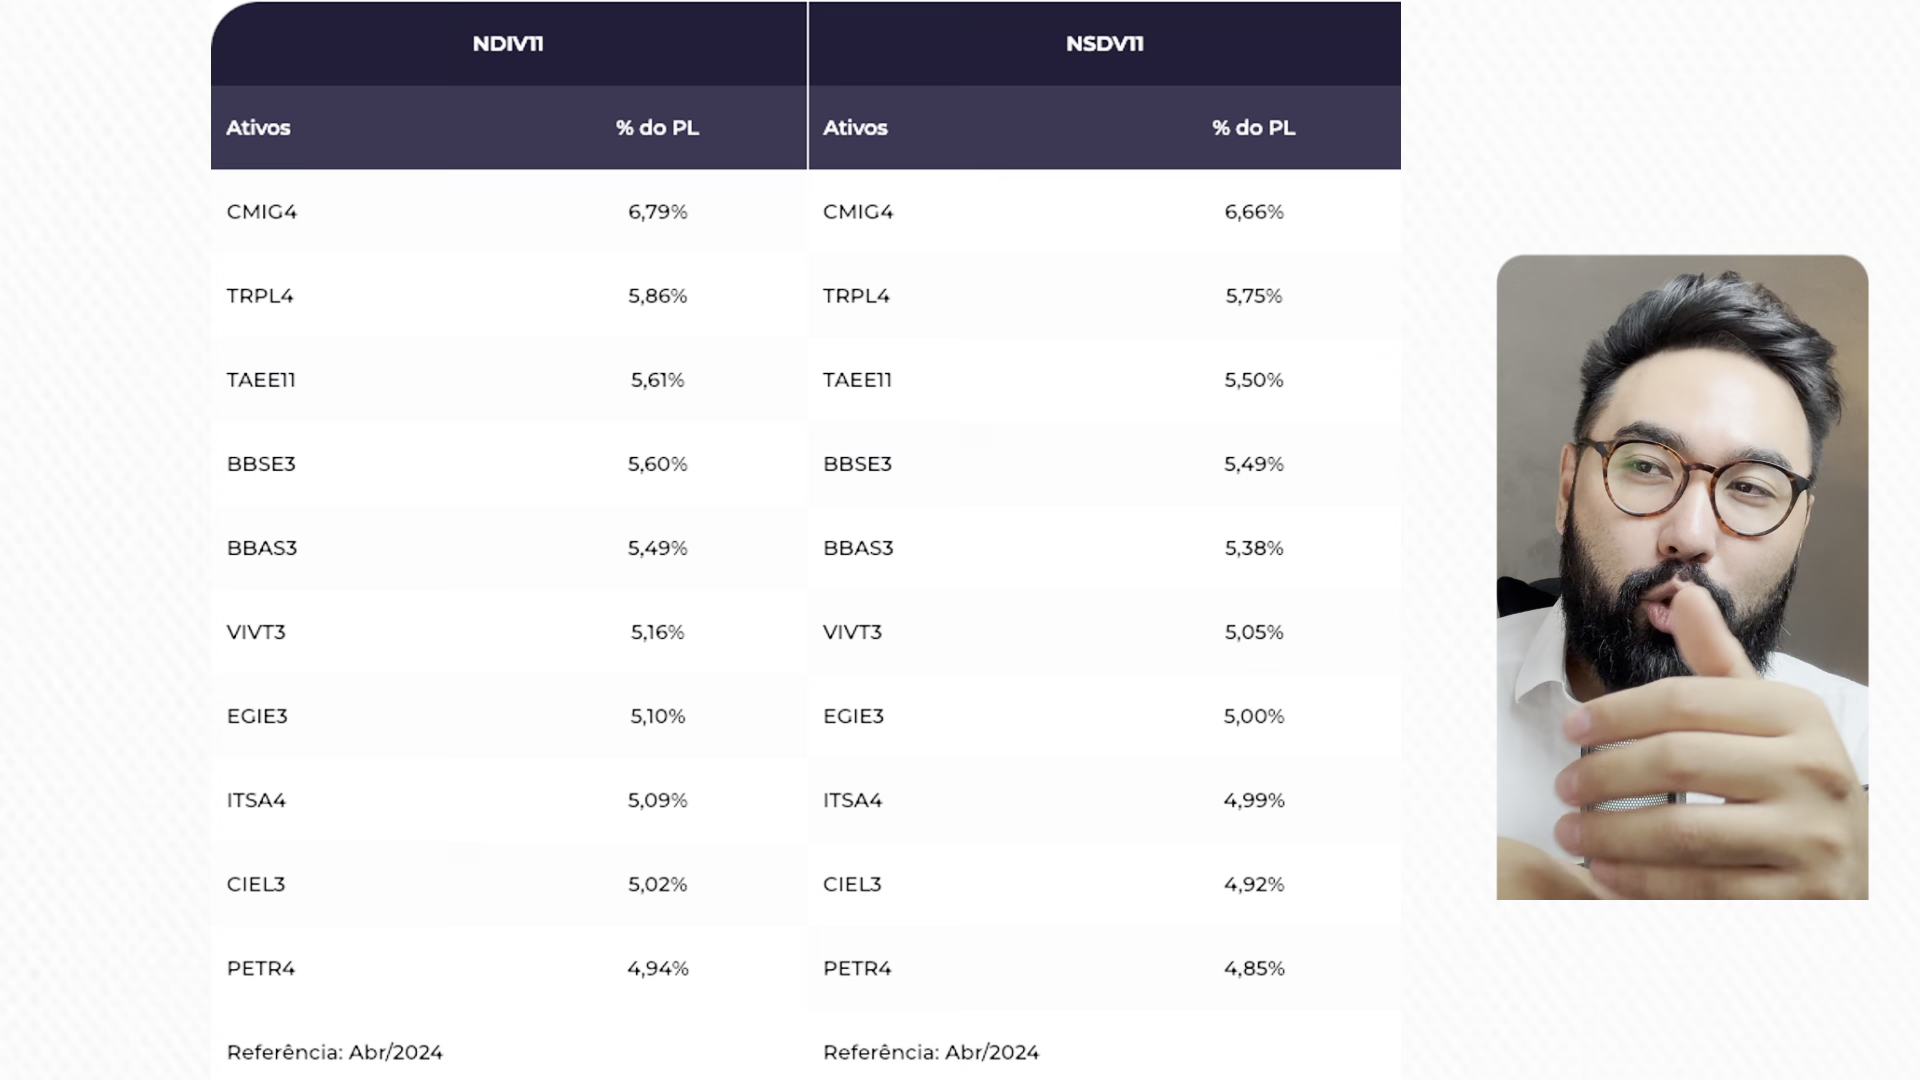 NDIV11 NSDV11
Ativos % do PL Ativos % do PL
CMIG4 6,79% CMIG4 6,66%
TRPL4 5,86% TRPL4 5,75%
TAEE11 5,61% TAEE11 5,50%
BBSE3 5,60% BBSE3 5,49%
BBAS3 5,49% BBAS3 5,38%
VIVT3 5,16% VIVT3 5,05%
EGIE3 5,10% EGIE3 5,00%
ITSA4 5,09% ITSA4 4,99%
CIEL3 5,02% CIEL3 4,92%
PETR4 4,94% PETR4 4,85%
Referência: Abr/2024 Referência: Abr/2024